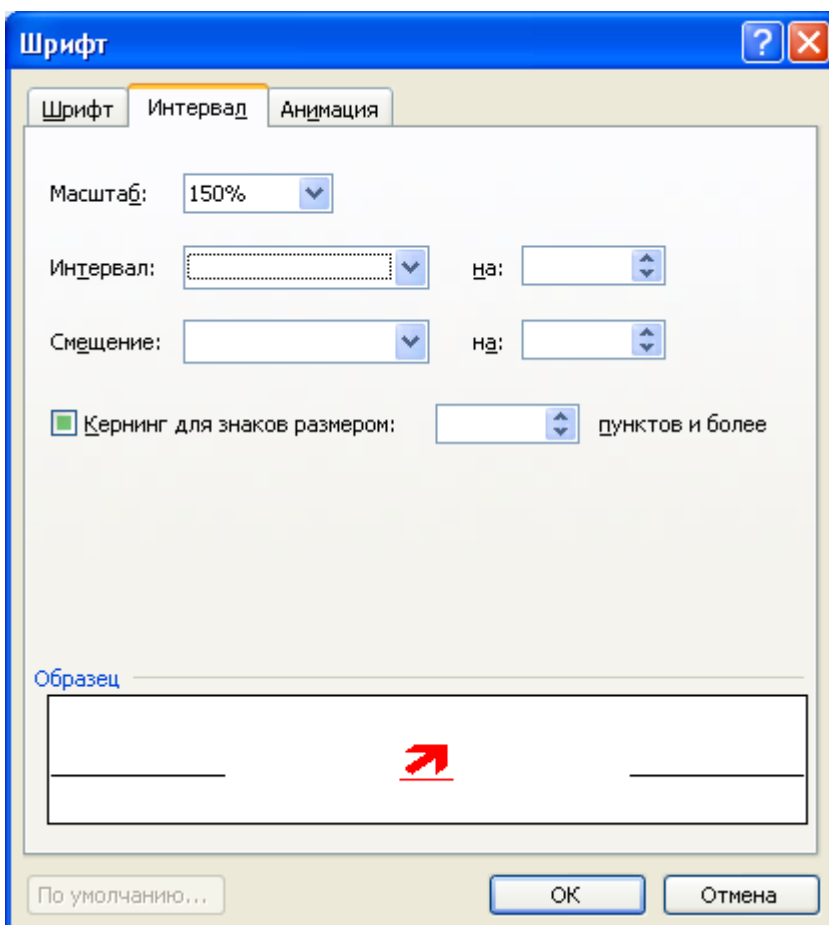 Шрифт
Шрифт Интервал Анимация
Масштаб: 150%
Интервал: на:
Смещение: на:
Кернинг для знаков размером: пунктов и более
Образец
По умолчанию... ОК Отмена